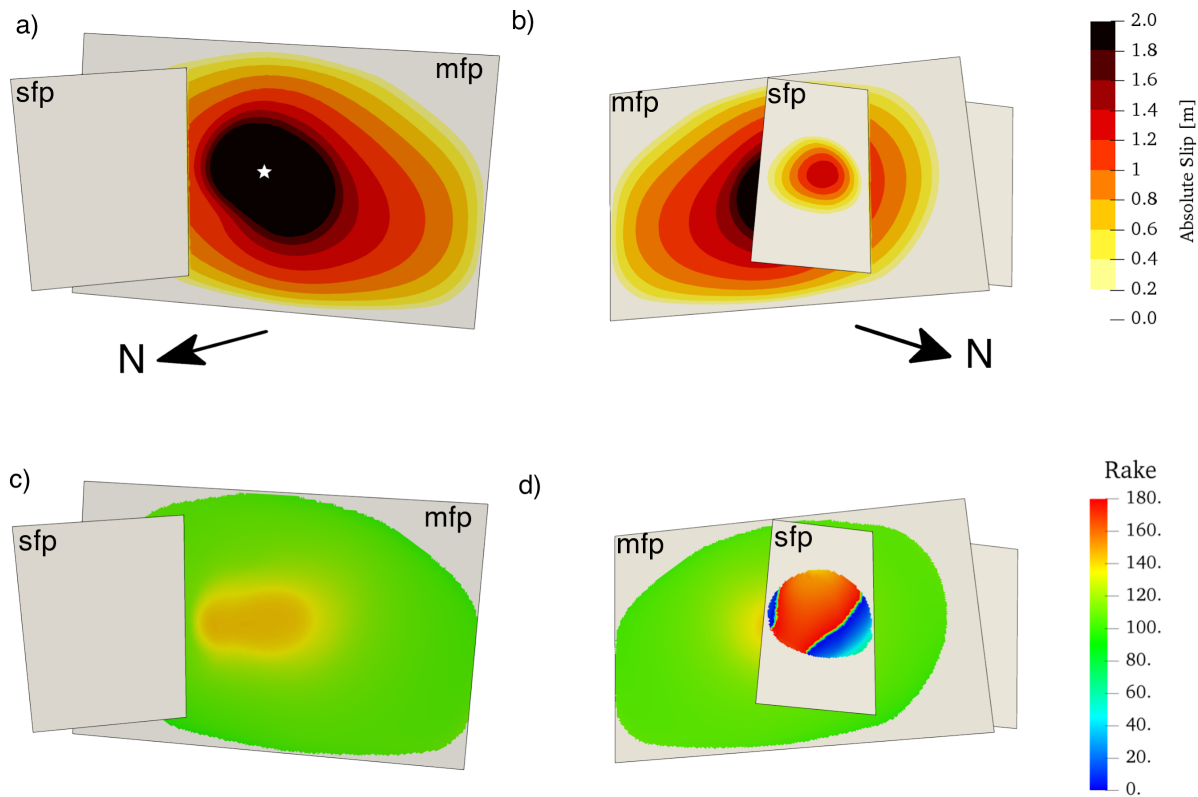 a)
sfp
mfp
N
b)
mfp
sfp
N
2.0
1.8
1.6
1.4
1.2
1
0.8
0.6
0.4
0.2
0.0
Absolute Slip [m]
c)
sfp
mfp
d)
mfp
sfp
Rake
180.
160.
140.
120.
100.
80.
60.
40.
20.
0.